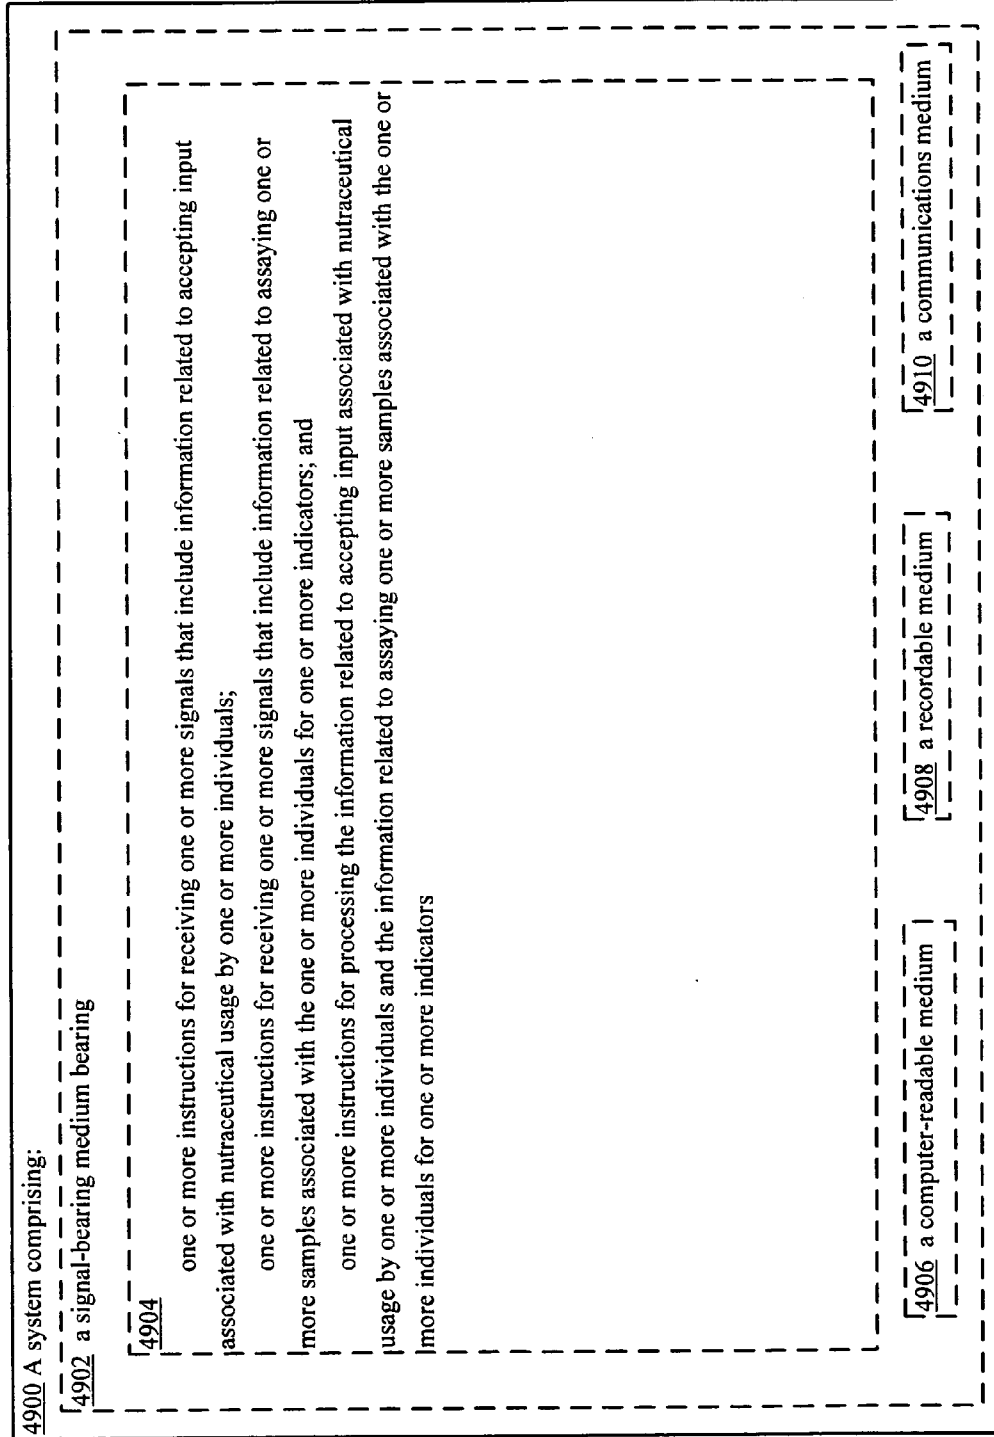 4900 A system comprising:
4902 a signal-bearing medium bearing
4904
one or more instructions for receiving one or more signals that include information related to accepting input
associated with nutraceutical usage by one or more individuals;
one or more instructions for receiving one or more signals that include information related to assaying one or
more samples associated with the one or more individuals for one or more indicators; and
one or more instructions for processing the information related to accepting input associated with nutraceutical
usage by one or more individuals and the information related to assaying one or more samples associated with the one or
more individuals for one or more indicators
4906 a computer-readable medium
4908 a recordable medium
4910 a communications medium